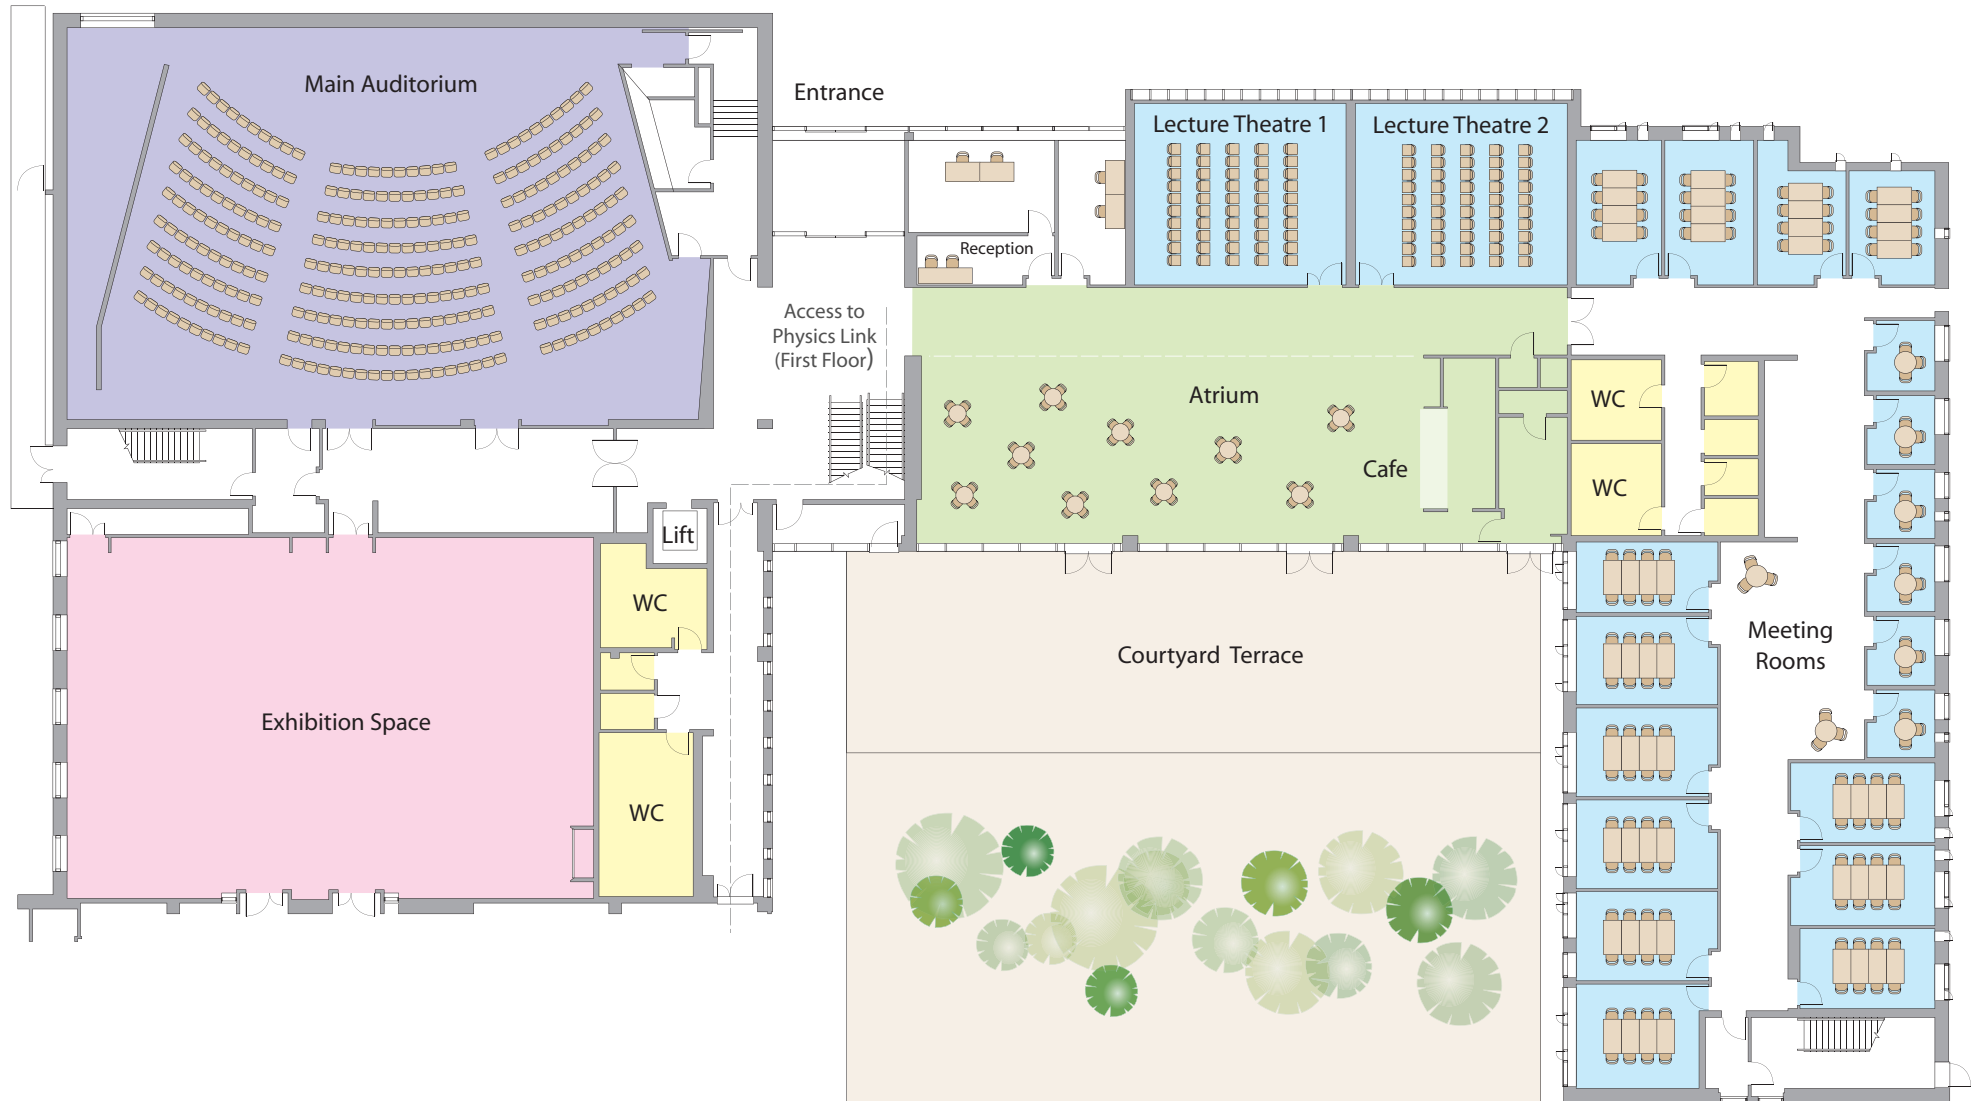 Main Auditorium
Entrance
Lecture Theatre 1
Lecture Theatre 2
Reception
Access to
Physics Link
(First Floor)
Atrium
Cafe
WC
WC
Lift
WC
WC
Exhibition Space
Courtyard Terrace
Meeting
Rooms